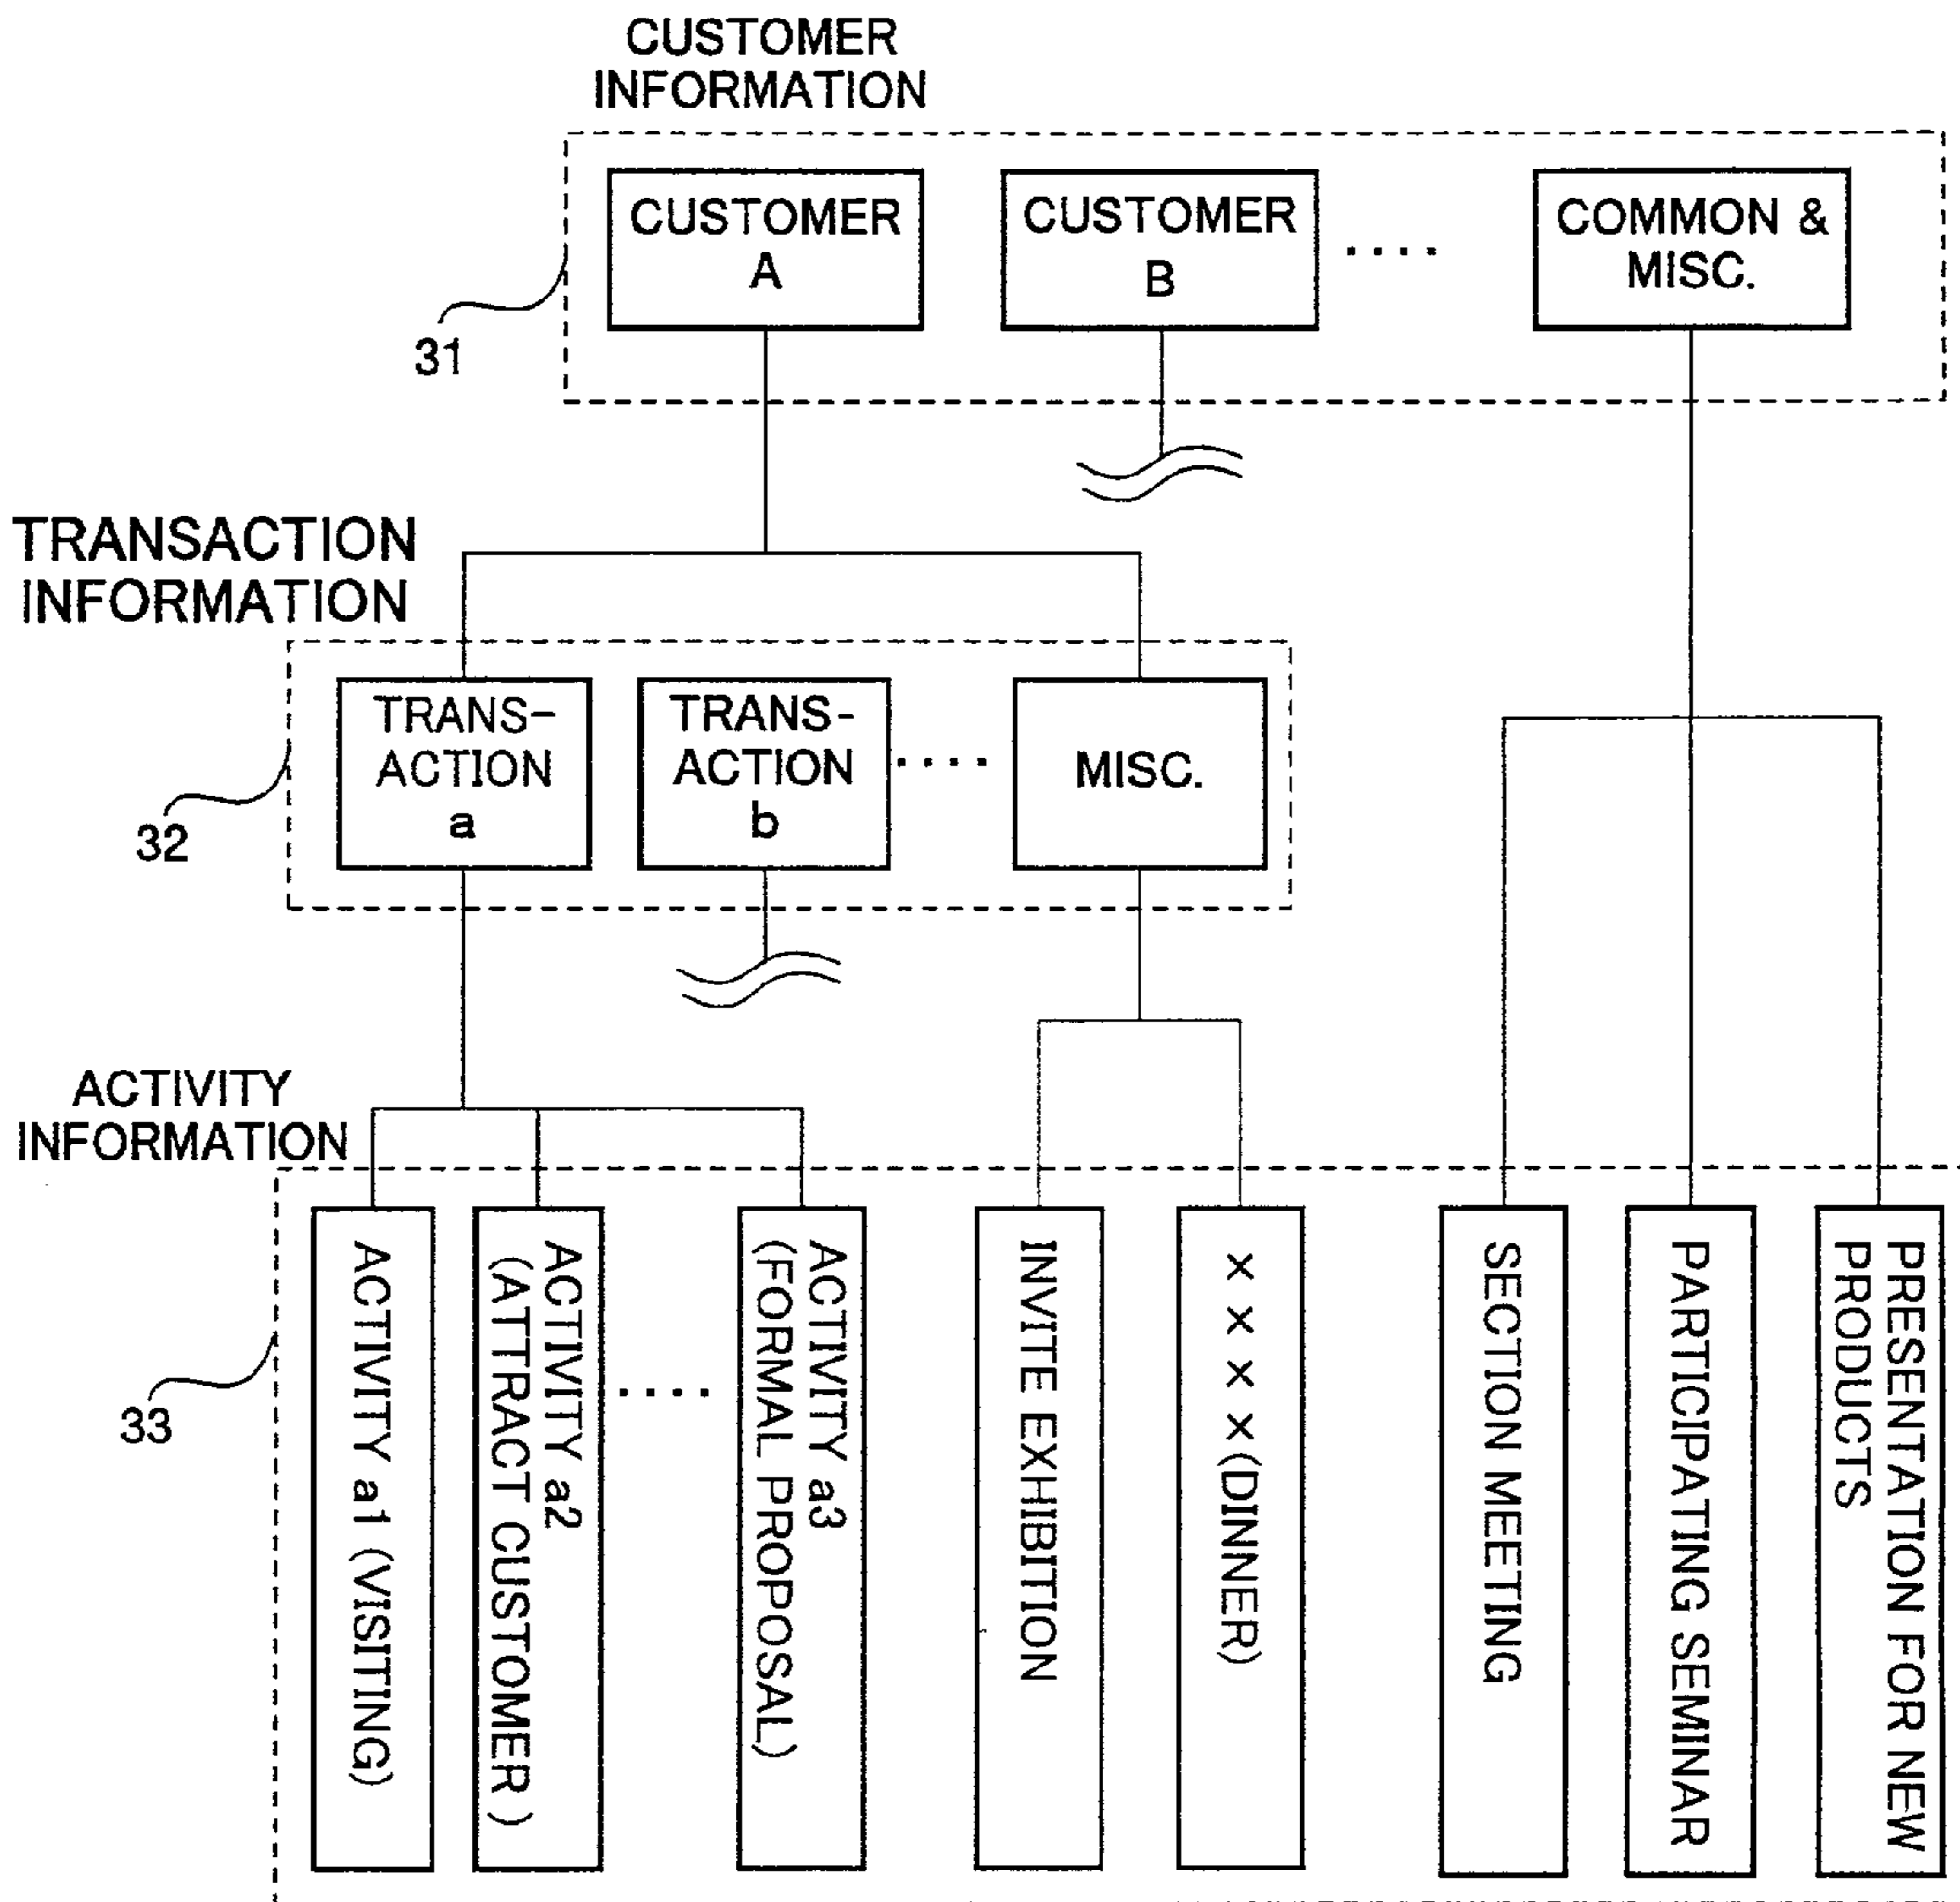 CUSTOMER
INFORMATION
CUSTOMER
A
CUSTOMER
B
....
COMMON &
MISC.
31
TRANSACTION
INFORMATION
TRANS-
ACTION
a
TRANS-
ACTION
b
....
MISC.
32
ACTIVITY
INFORMATION
ACTIVITY a1 (VISITING)
ACTIVITY a2
(ATTRACT CUSTOMER)
....
ACTIVITY a3
(FORMAL PROPOSAL)
INVITE EXHIBITION
x x x x (DINNER)
SECTION MEETING
PARTICIPATING SEMINAR
PRESENTATION FOR NEW
PRODUCTS
33